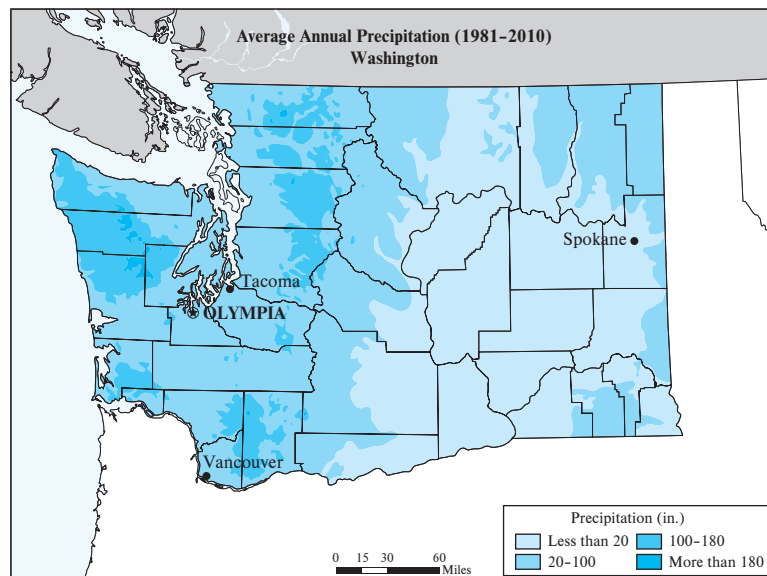 Average Annual Precipitation (1981–2010)
Washington
Spokane
Tacoma
OLYMPIA
Vancouver
Precipitation (in.)
Less than 20
100–180
20–100
More than 180
0 15 30 60
Miles